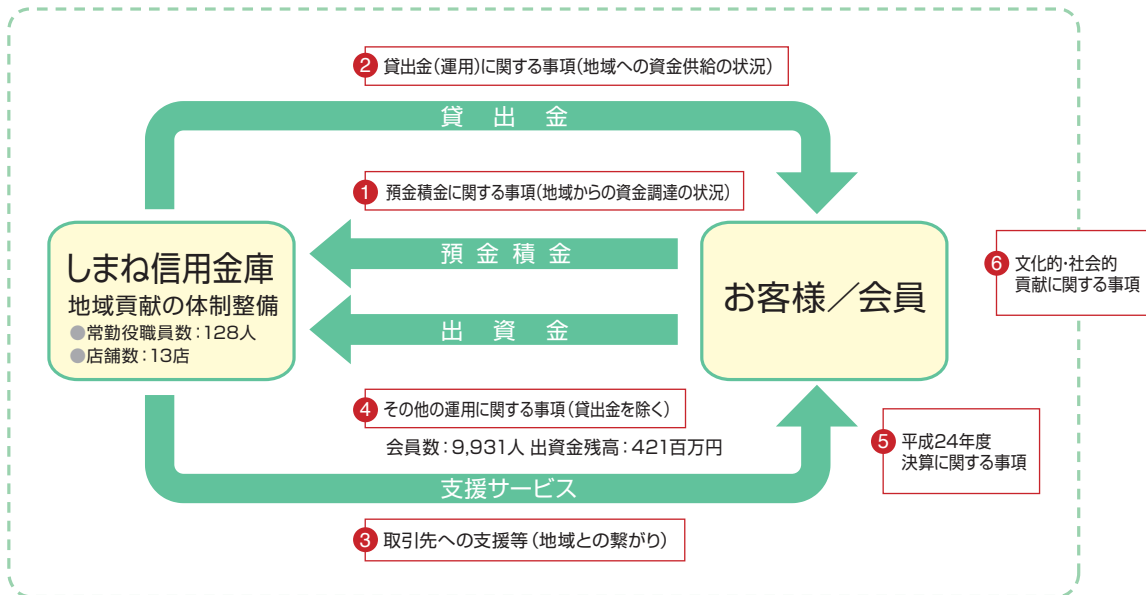 2 貸出金(運用)に関する事項(地域への資金供給の状況)
貸出金
1 預金積金に関する事項(地域からの資金調達の状況)
預金積金
しまね信用金庫
地域貢献の体制整備
●常勤役職員数:128人
●店舗数:13店
お客様／会員
6 文化的・社会的
貢献に関する事項
出資金
4 その他の運用に関する事項(貸出金を除く)
会員数:9,931人 出資金残高:421百万円
5 平成24年度
決算に関する事項
支援サービス
3 取引先への支援等(地域との繋がり)